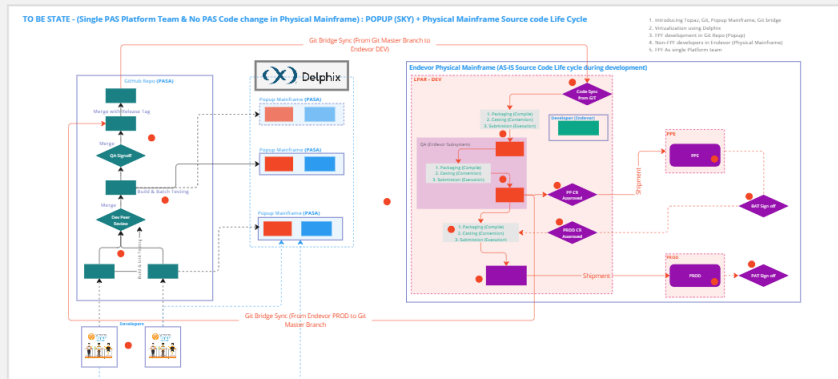 TO BE STATE - (Single PAS Platform Team & No PAS Code change in Physical Mainframe) : POPUP (SKY) + Physical Mainframe Source code Life Cycle
1. Introducing Topaz, Git, Popup Mainframe, Git bridge
2. Virtualization using Delphix
3. FPF development in Git Repo (Popup)
4. Non-FPF developers in Endevor (Physical Mainframe)
5. FPF As single Platform team
Git Bridge Sync (From Git Master Branch to
Endevor DEV)
Delphix
Endevor Physical Mainframe (AS-IS Source Code Life cycle during development)
GitHub Repo (PASA)
LPAR - DEV
Code Sync
from GIT
Popup Mainframe (PASA)
Merge with Release Tag
1. Packaging (Compile)
2. Casting (Conversion)
3. Submission (Execution)
Developer (Endevor)
PPE
Merge
QA (Endevor Subsystem)
QA Signoff
Popup Mainframe (PASA)
PPE
1. Packaging (Compile)
2. Casting (Conversion)
3. Submission (Execution)
Shipment
Build & Batch Testing
PP CR
Approved
Merge
BAT Sign off
Popup Mainframe (PASA)
Dev Peer
Review
1. Packaging (Compile)
2. Casting (Conversion)
3. Submission (Execution)
PROD CR
Approved
PROD
PROD
PAT Sign off
Shipment
Git Bridge Sync (From Endevor PROD to Git
Master Branch
Developers